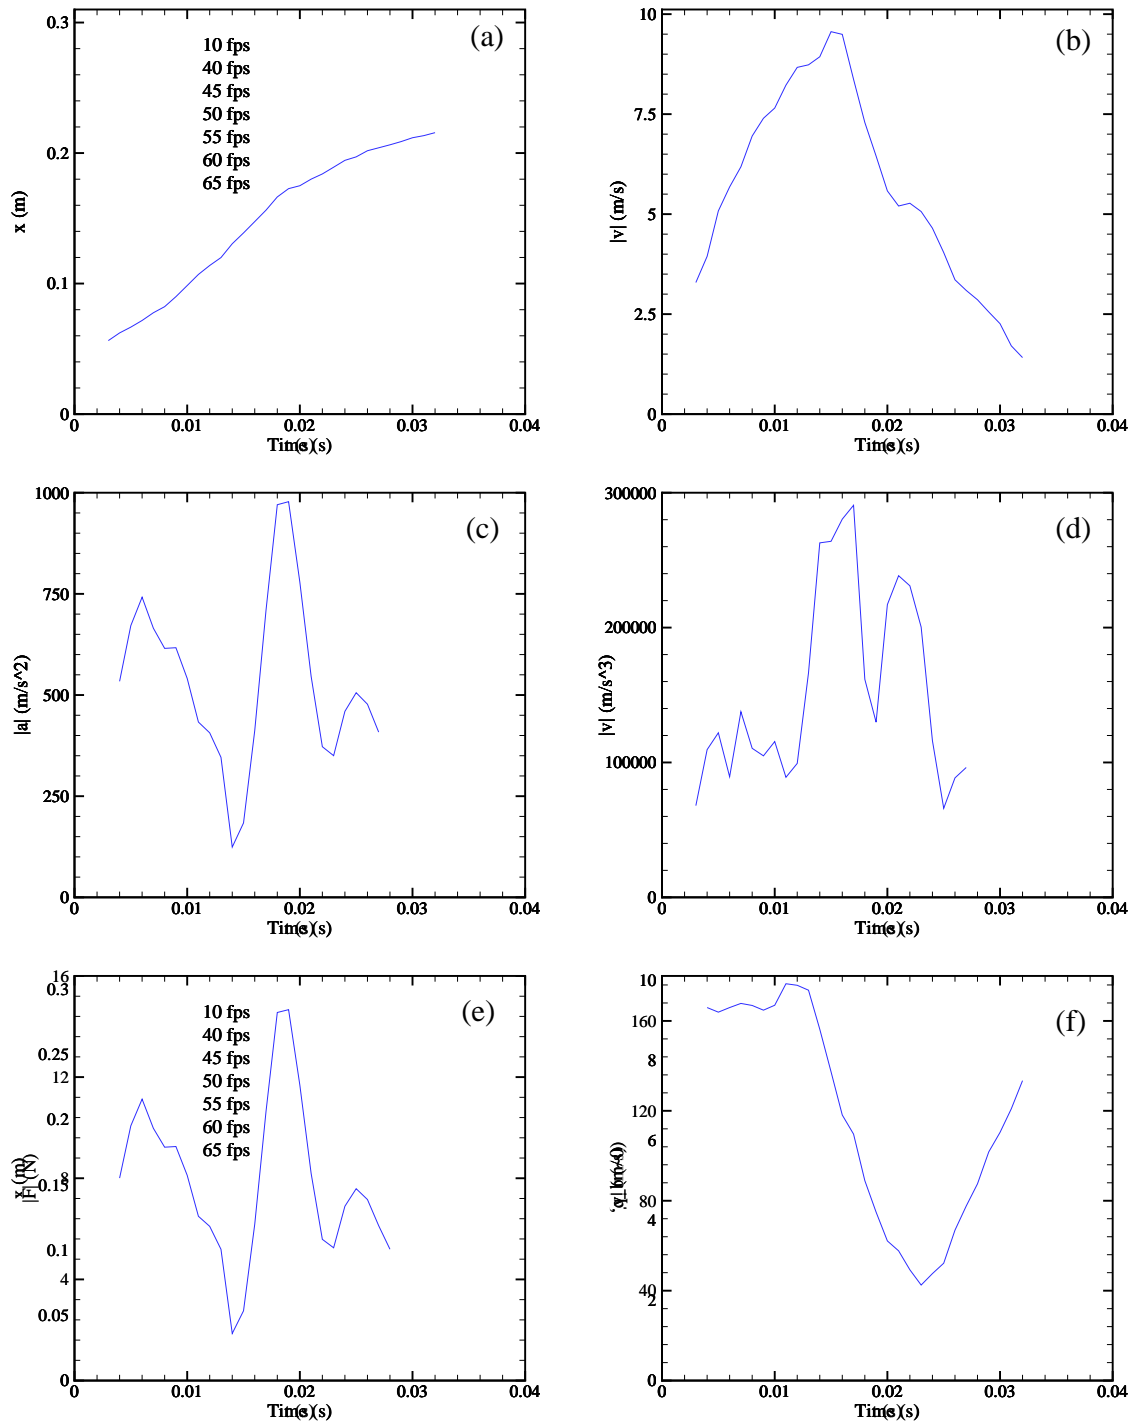 0.3
0.2
0.1
0
x (m)
10 fps
40 fps
45 fps
50 fps
55 fps
60 fps
65 fps
(a)
0 0.01 0.02 0.03 0.04
(s)
10
7.5
5
2.5
0
|v| (m/s)
(b)
0 0.01 0.02 0.03 0.04
(s)
1000
750
500
250
0
|a| (m/s^2)
(c)
0 0.01 0.02 0.03 0.04
(s)
300000
200000
100000
0
|v| (m/s^3)
(d)
0 0.01 0.02 0.03 0.04
(s)
16
0.3
0.25
12
0.2
8
0.15
0.1
4
0.05
0
x (m)
|F| (N)
10 fps
40 fps
45 fps
50 fps
55 fps
60 fps
65 fps
(e)
0 0.01 0.02 0.03 0.04
(s)
10
160
8
120
6
80
4
40
2
0
(f)
0 0.01 0.02 0.03 0.04
(s)